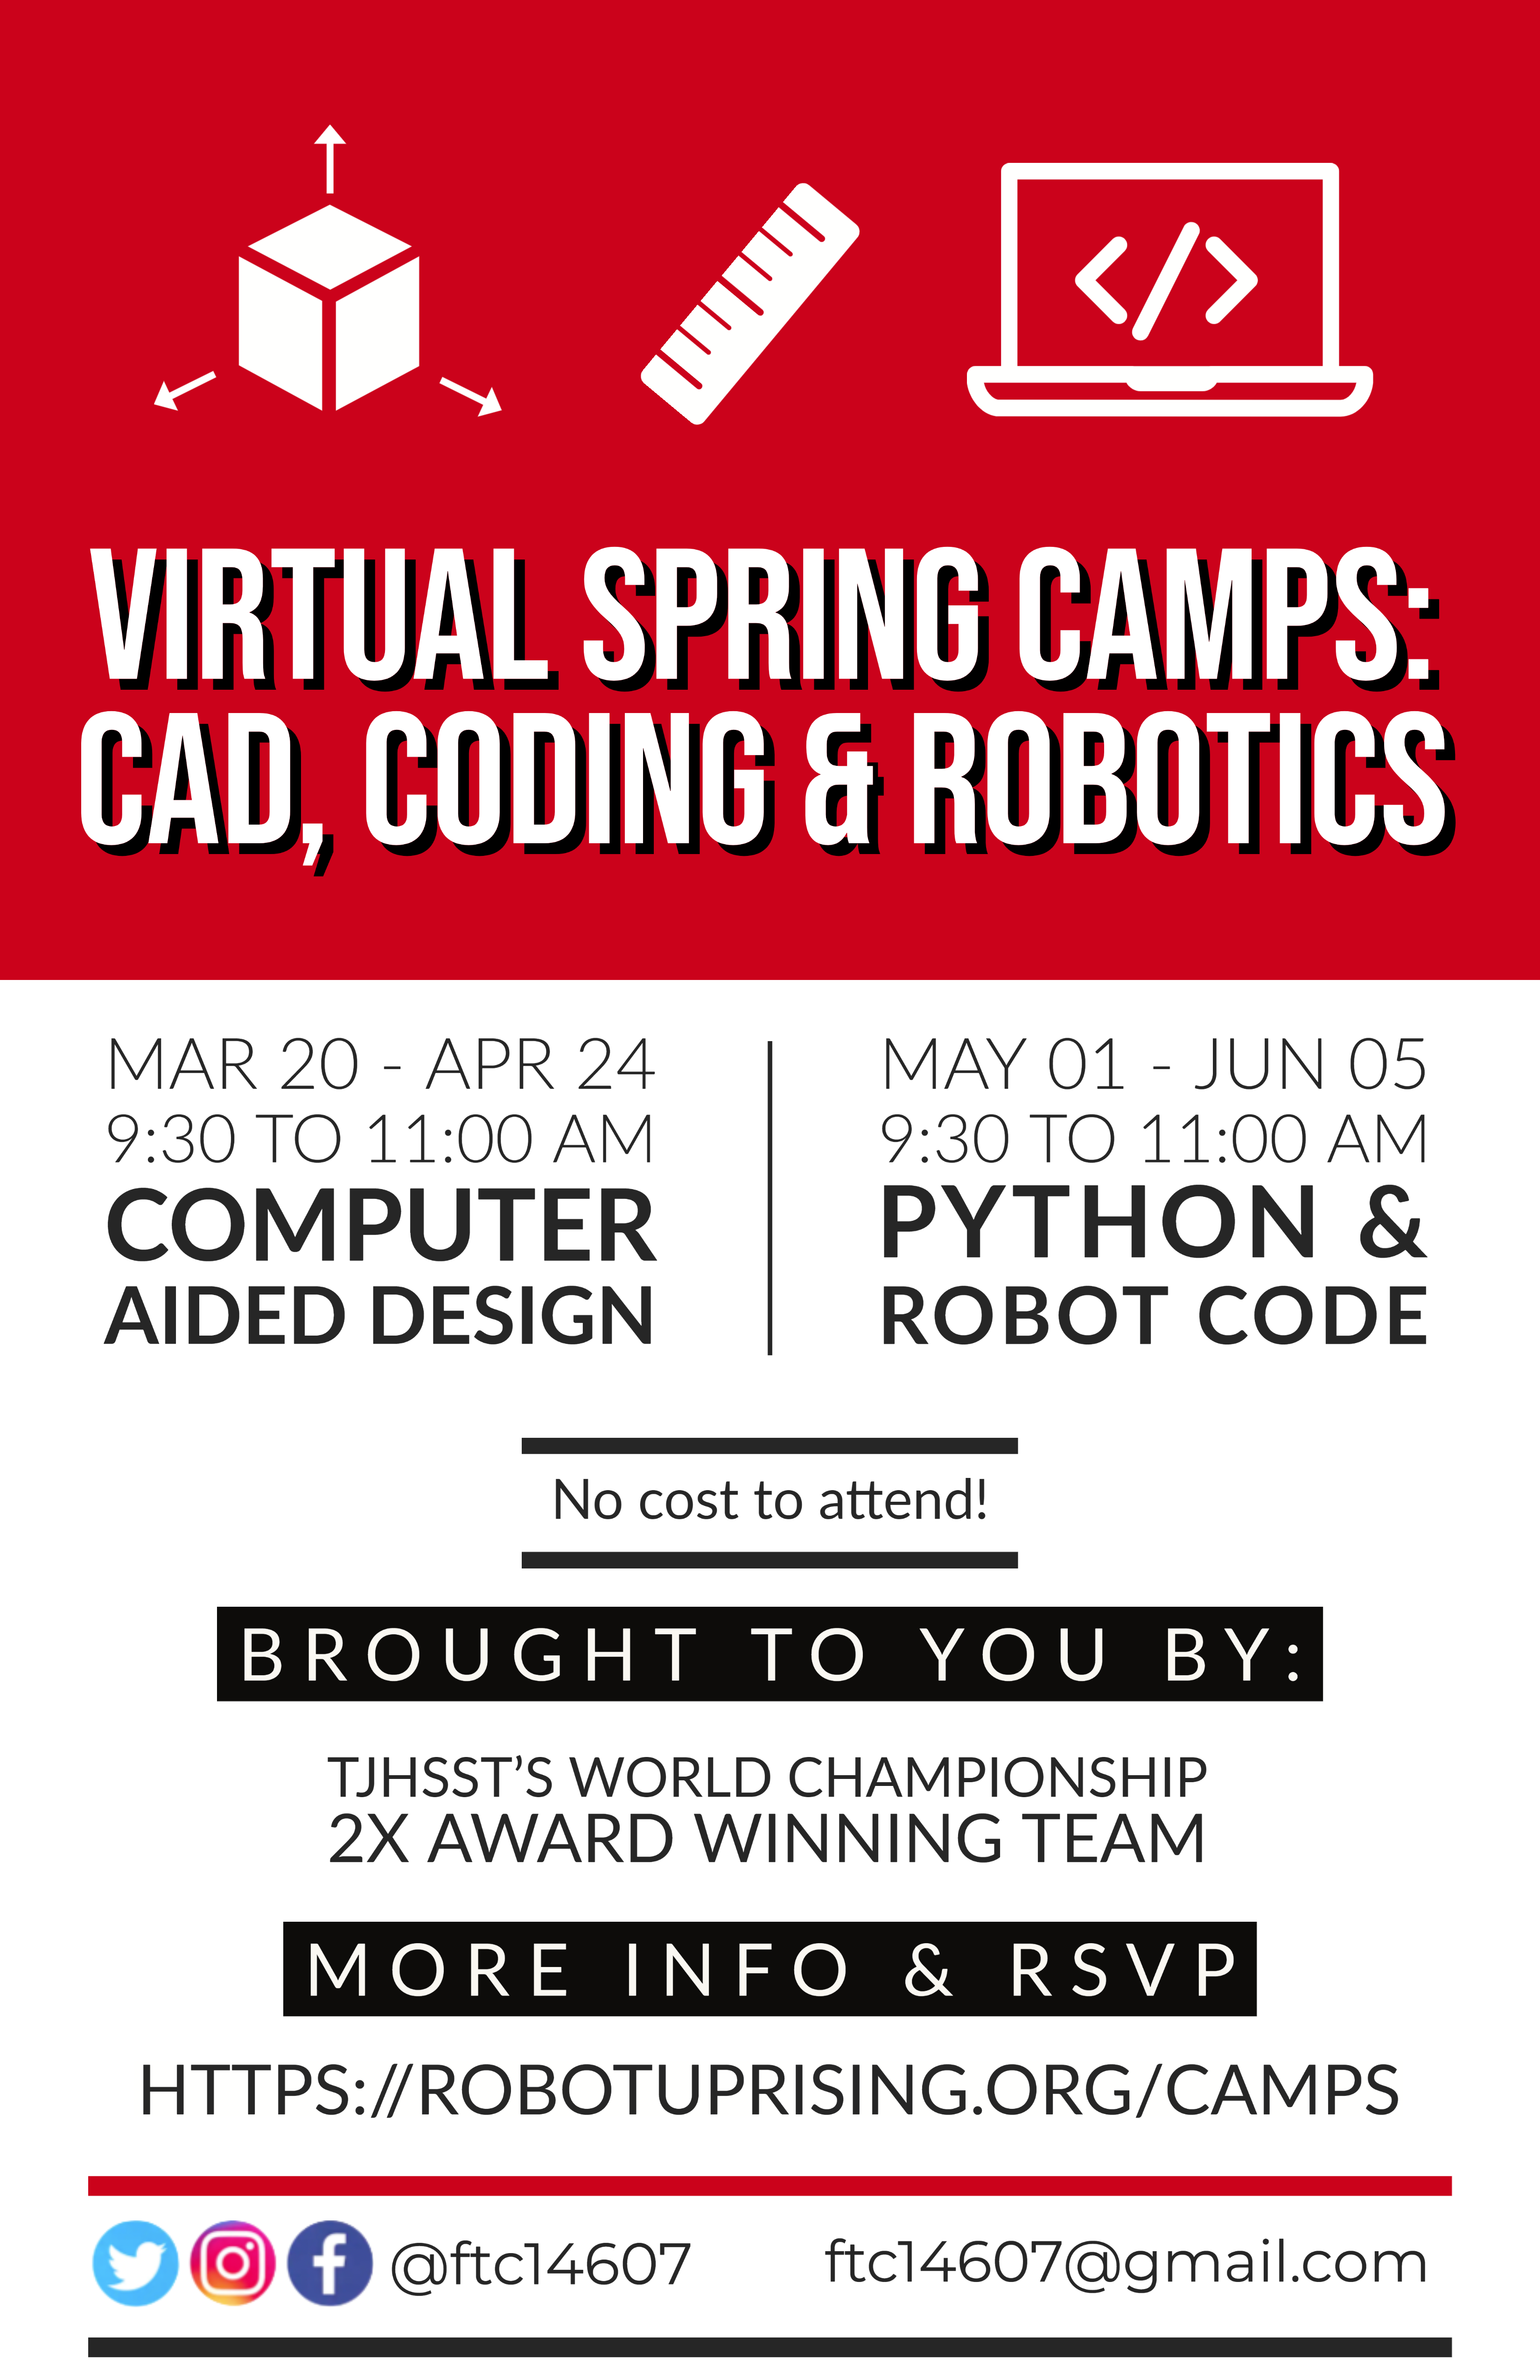 VIRTUAL SPRING CAMPS:
CAD, CODING & ROBOTICS
MAR 20 - APR 24
9:30 TO 11:00 AM
COMPUTER
AIDED DESIGN
MAY 01 - JUN 05
9:30 TO 11:00 AM
PYTHON &
ROBOT CODE
No cost to attend!
BROUGHT TO YOU BY:
TJHSST’S WORLD CHAMPIONSHIP
2X AWARD WINNING TEAM
MORE INFO & RSVP
HTTPS://ROBOTUPRISING.ORG/CAMPS
@ftc14607
ftc14607@gmail.com